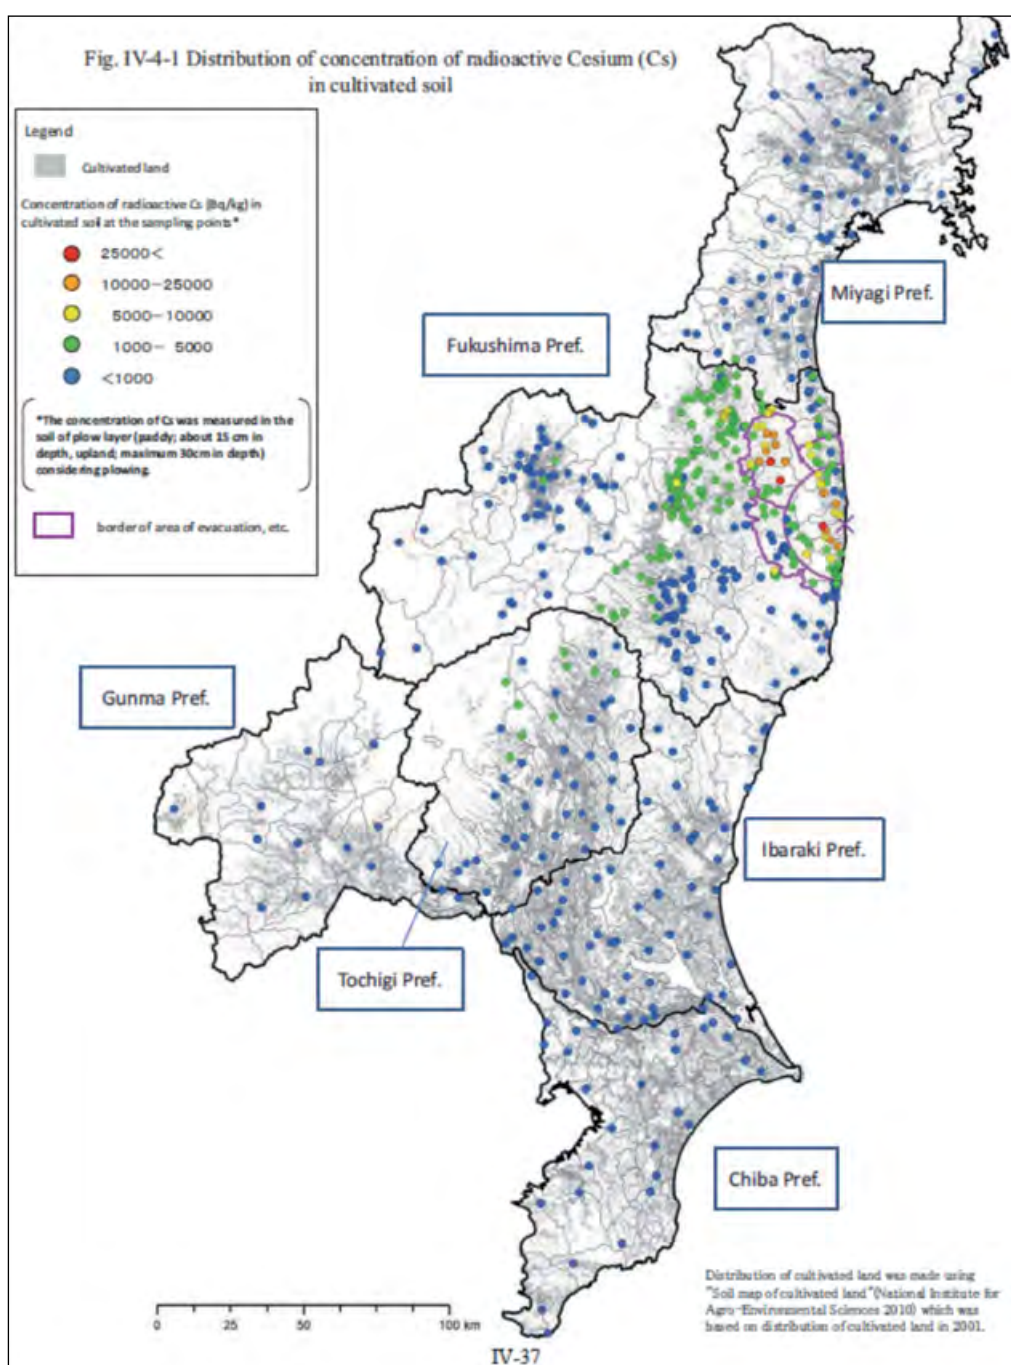 Fig. IV-4-1 Distribution of concentration of radioactive Cesium (Cs)
in cultivated soil
Legend
Cultivated land
Concentration of radioactive Cs (Bq/kg) in
cultivated soil at the sampling points*
25000<
10000-25000
5000-10000
1000- 5000
<1000
*The concentration of Cs was measured in the
soil of plow layer (paddy; about 15 cm in
depth, upland; maximum 30cm in depth)
considering plowing.
border of area of evacuation, etc.
Miyagi Pref.
Fukushima Pref.
Gunma Pref.
Ibaraki Pref.
Tochigi Pref.
Chiba Pref.
Distribution of cultivated land was made using
"Soil map of cultivated land"(National Institute for
Agro-Environmental Sciences 2010) which was
based on distribution of cultivated land in 2001.
0 25 50 100 km
IV-37